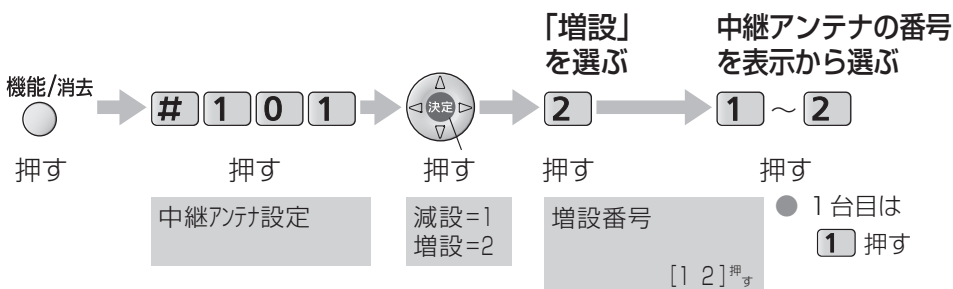 「増設」
を選ぶ
中継アンテナの番号
を表示から選ぶ
機能/消去
# 1 0 1
決定
2
1 ~ 2
押す
押す
押す
押す
押す
中継ｱﾝﾃﾅ設定
減設=1
増設=2
増設番号
[1 2]押す
● 1台目は
1 押す